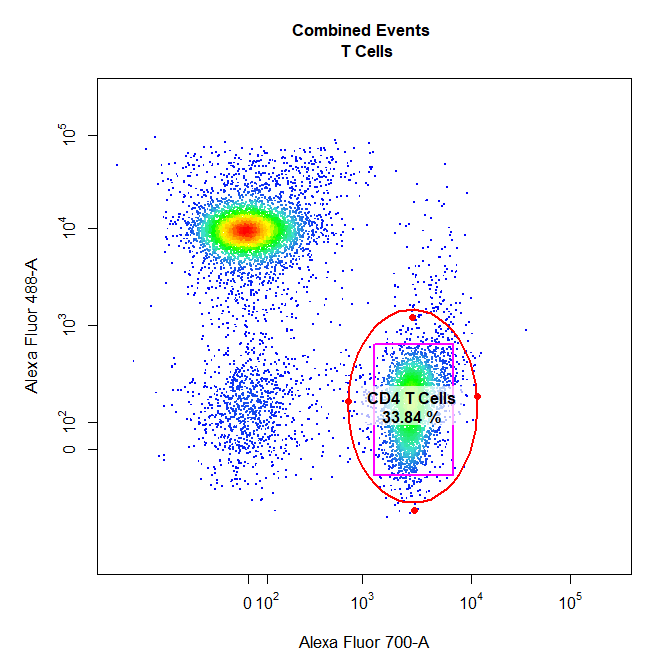 Combined Events
T Cells
Alexa Fluor 488-A
10^5
10^4
10^3
10^2
0
CD4 T Cells
33.84 %
0 10^2 10^3 10^4 10^5
Alexa Fluor 700-A